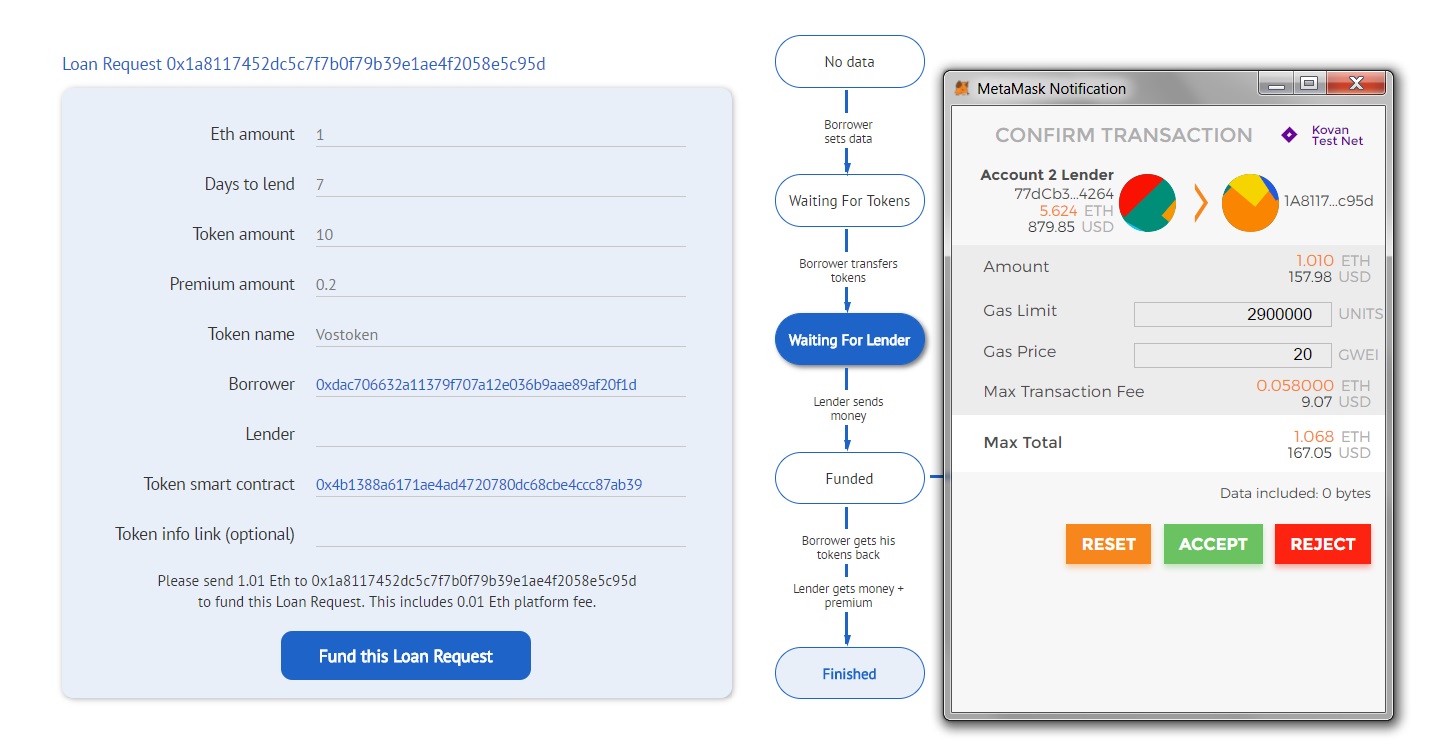 Loan Request 0x1a8117452dc5c7f7b0f79b39e1ae4f2058e5c95d
Eth amount 1
Days to lend 7
Token amount 10
Premium amount 0.2
Token name Vostoken
Borrower 0xdac706632a11379f707a12e036b9aae89af20f1d
Lender
Token smart contract 0x4b1388a6171ae4ad4720780dc68cbe4ccc87ab39
Token info link (optional)
Please send 1.01 Eth to 0x1a8117452dc5c7f7b0f79b39e1ae4f2058e5c95d
to fund this Loan Request. This includes 0.01 Eth platform fee.
Fund this Loan Request
No data
Borrower
sets data
Waiting For Tokens
Borrower transfers
tokens
Waiting For Lender
Lender sends
money
Funded
Borrower gets his
tokens back
Lender gets money +
premium
Finished
MetaMask Notification
CONFIRM TRANSACTION
Kovan
Test Net
Account 2 Lender
77dCb3...4264
5.624 ETH
879.85 USD
1A8117...c95d
Amount 1.010 ETH
157.98 USD
Gas Limit 2900000 UNITS
Gas Price 20 GWEI
Max Transaction Fee 0.058000 ETH
9.07 USD
Max Total 1.068 ETH
167.05 USD
Data included: 0 bytes
RESET ACCEPT REJECT